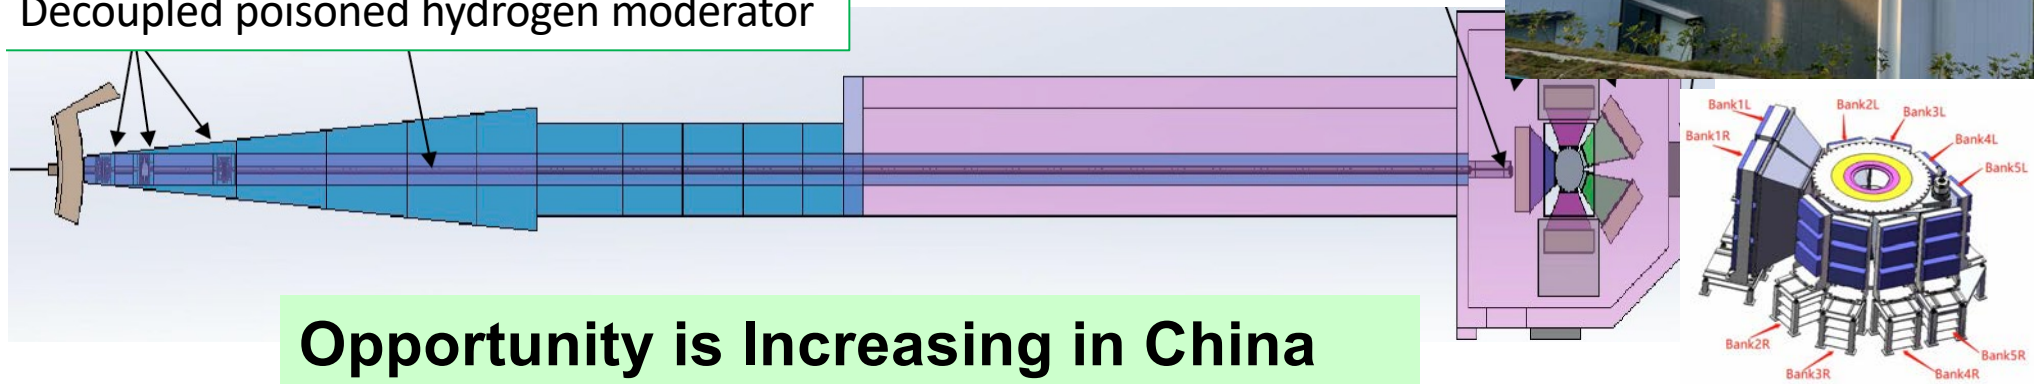 Decoupled poisoned hydrogen moderator
Opportunity is Increasing in China
Bank1L
Bank2L
Bank3L
Bank1R
Bank4L
Bank5L
Bank2R
Bank3R
Bank4R
Bank5R